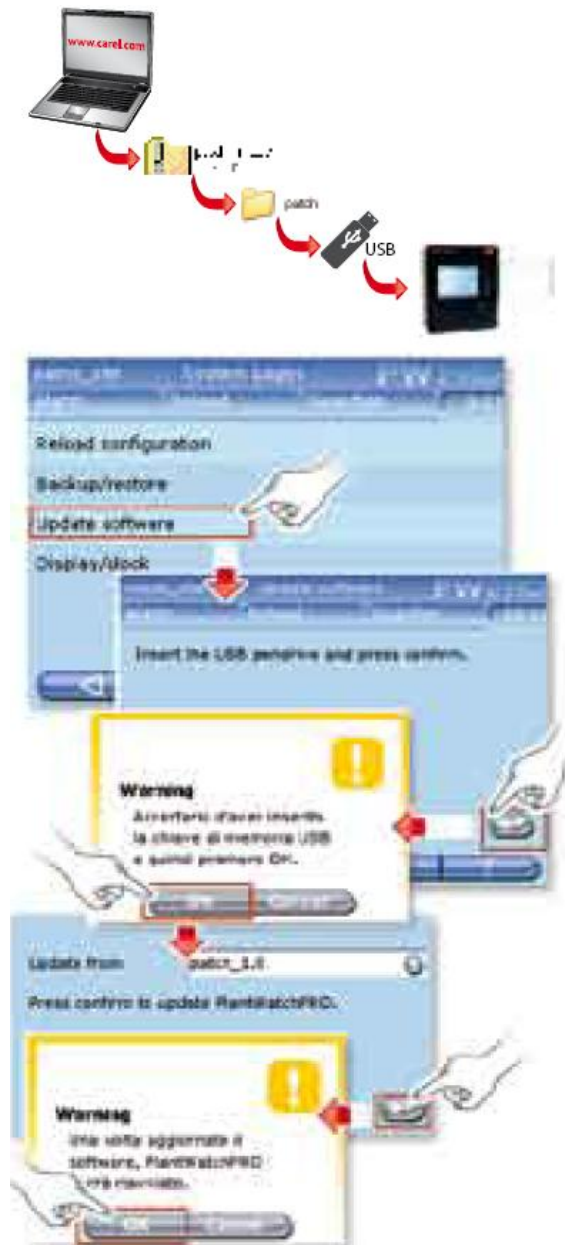 www.carel.com
patch
USB
Reload configuration
Backup/restore
Update software
Display/clock
Insert the USB pendrive and press confirm.
Warning
Accertarsi d'aver inserito
la chiave di memoria USB
e quindi premere OK.
Cancel
Update from
patch_1.0
Press confirm to update PlantWatchPRO.
Warning
Una volta aggiornato il
software, PlantWatchPRO
verrà riavviato.
OK